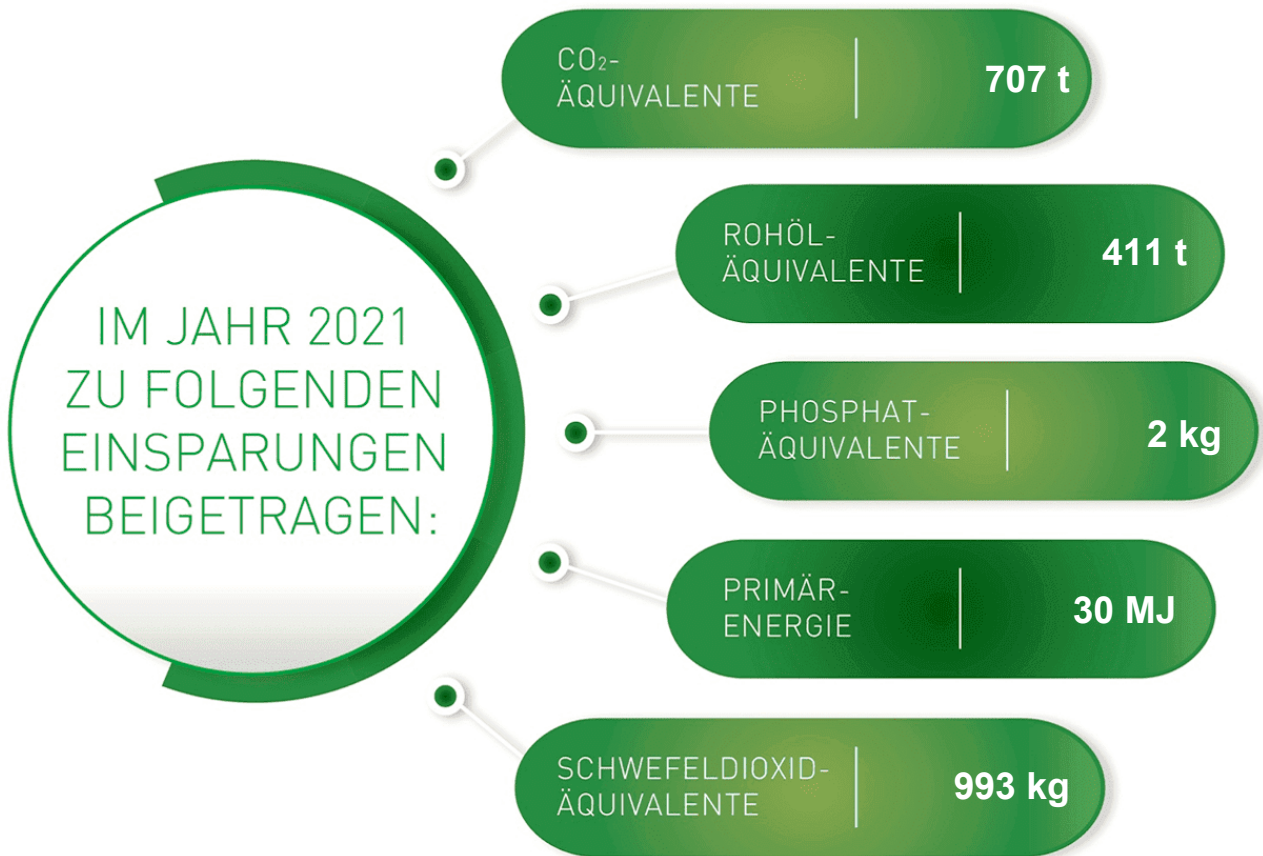 IM JAHR 2021
ZU FOLGENDEN
EINSPARUNGEN
BEIGETRAGEN:
CO₂-
ÄQUIVALENTE
707 t
ROHÖL-
ÄQUIVALENTE
411 t
PHOSPHAT-
ÄQUIVALENTE
2 kg
PRIMÄR-
ENERGIE
30 MJ
SCHWEFELDIOXID-
ÄQUIVALENTE
993 kg